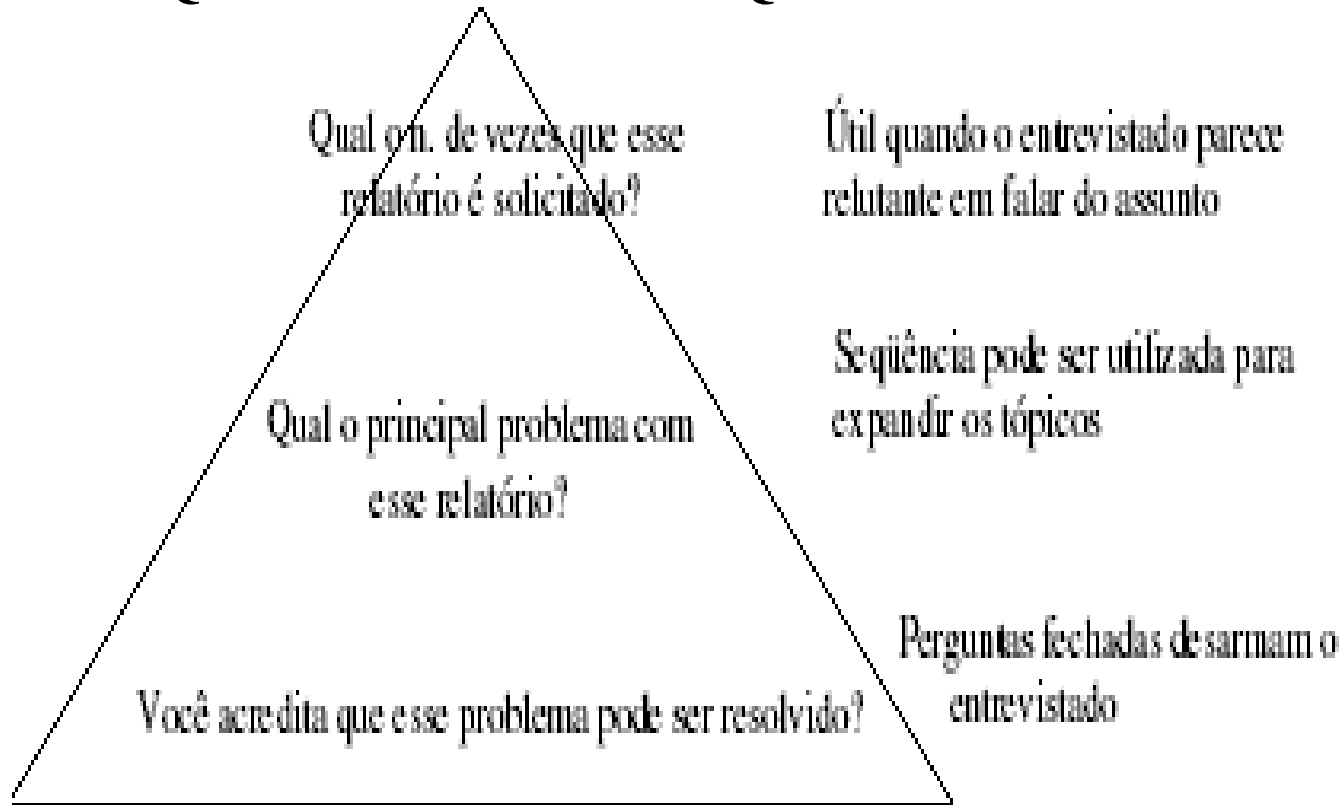 Qual o n. de vezes que esse
relatório é solicitado?
Útil quando o entrevistado parece
relutante em falar do assunto
Qual o principal problema com
esse relatório?
Seqüência pode ser utilizada para
expandir os tópicos
Você acredita que esse problema pode ser resolvido?
Perguntas fechadas desarmam o
entrevistado